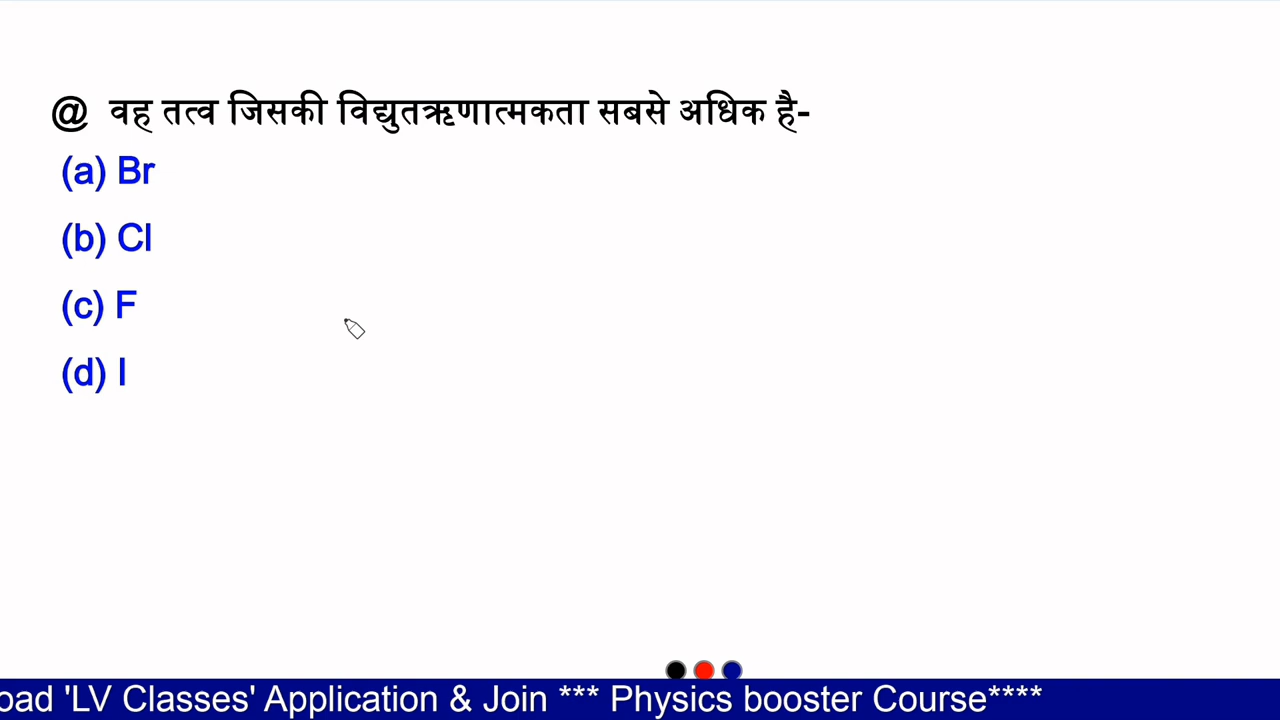 @ वह तत्व जिसकी विद्युतऋणात्मकता सबसे अधिक है-
(a) Br
(b) Cl
(c) F
(d) I
oad 'LV Classes' Application & Join *** Physics booster Course****